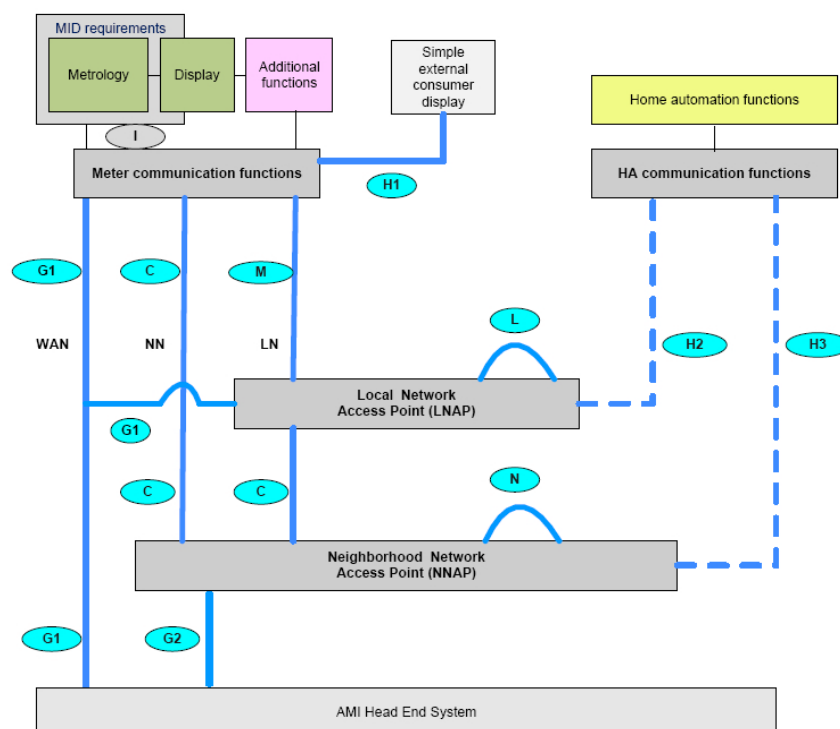 MID requirements
Metrology
Display
Additional
functions
Simple
external
consumer
display
Home automation functions
I
Meter communication functions
HA communication functions
H1
G1
C
M
L
WAN
NN
LN
H2
H3
Local Network
Access Point (LNAP)
G1
C
C
N
Neighborhood Network
Access Point (NNAP)
G1
G2
AMI Head End System